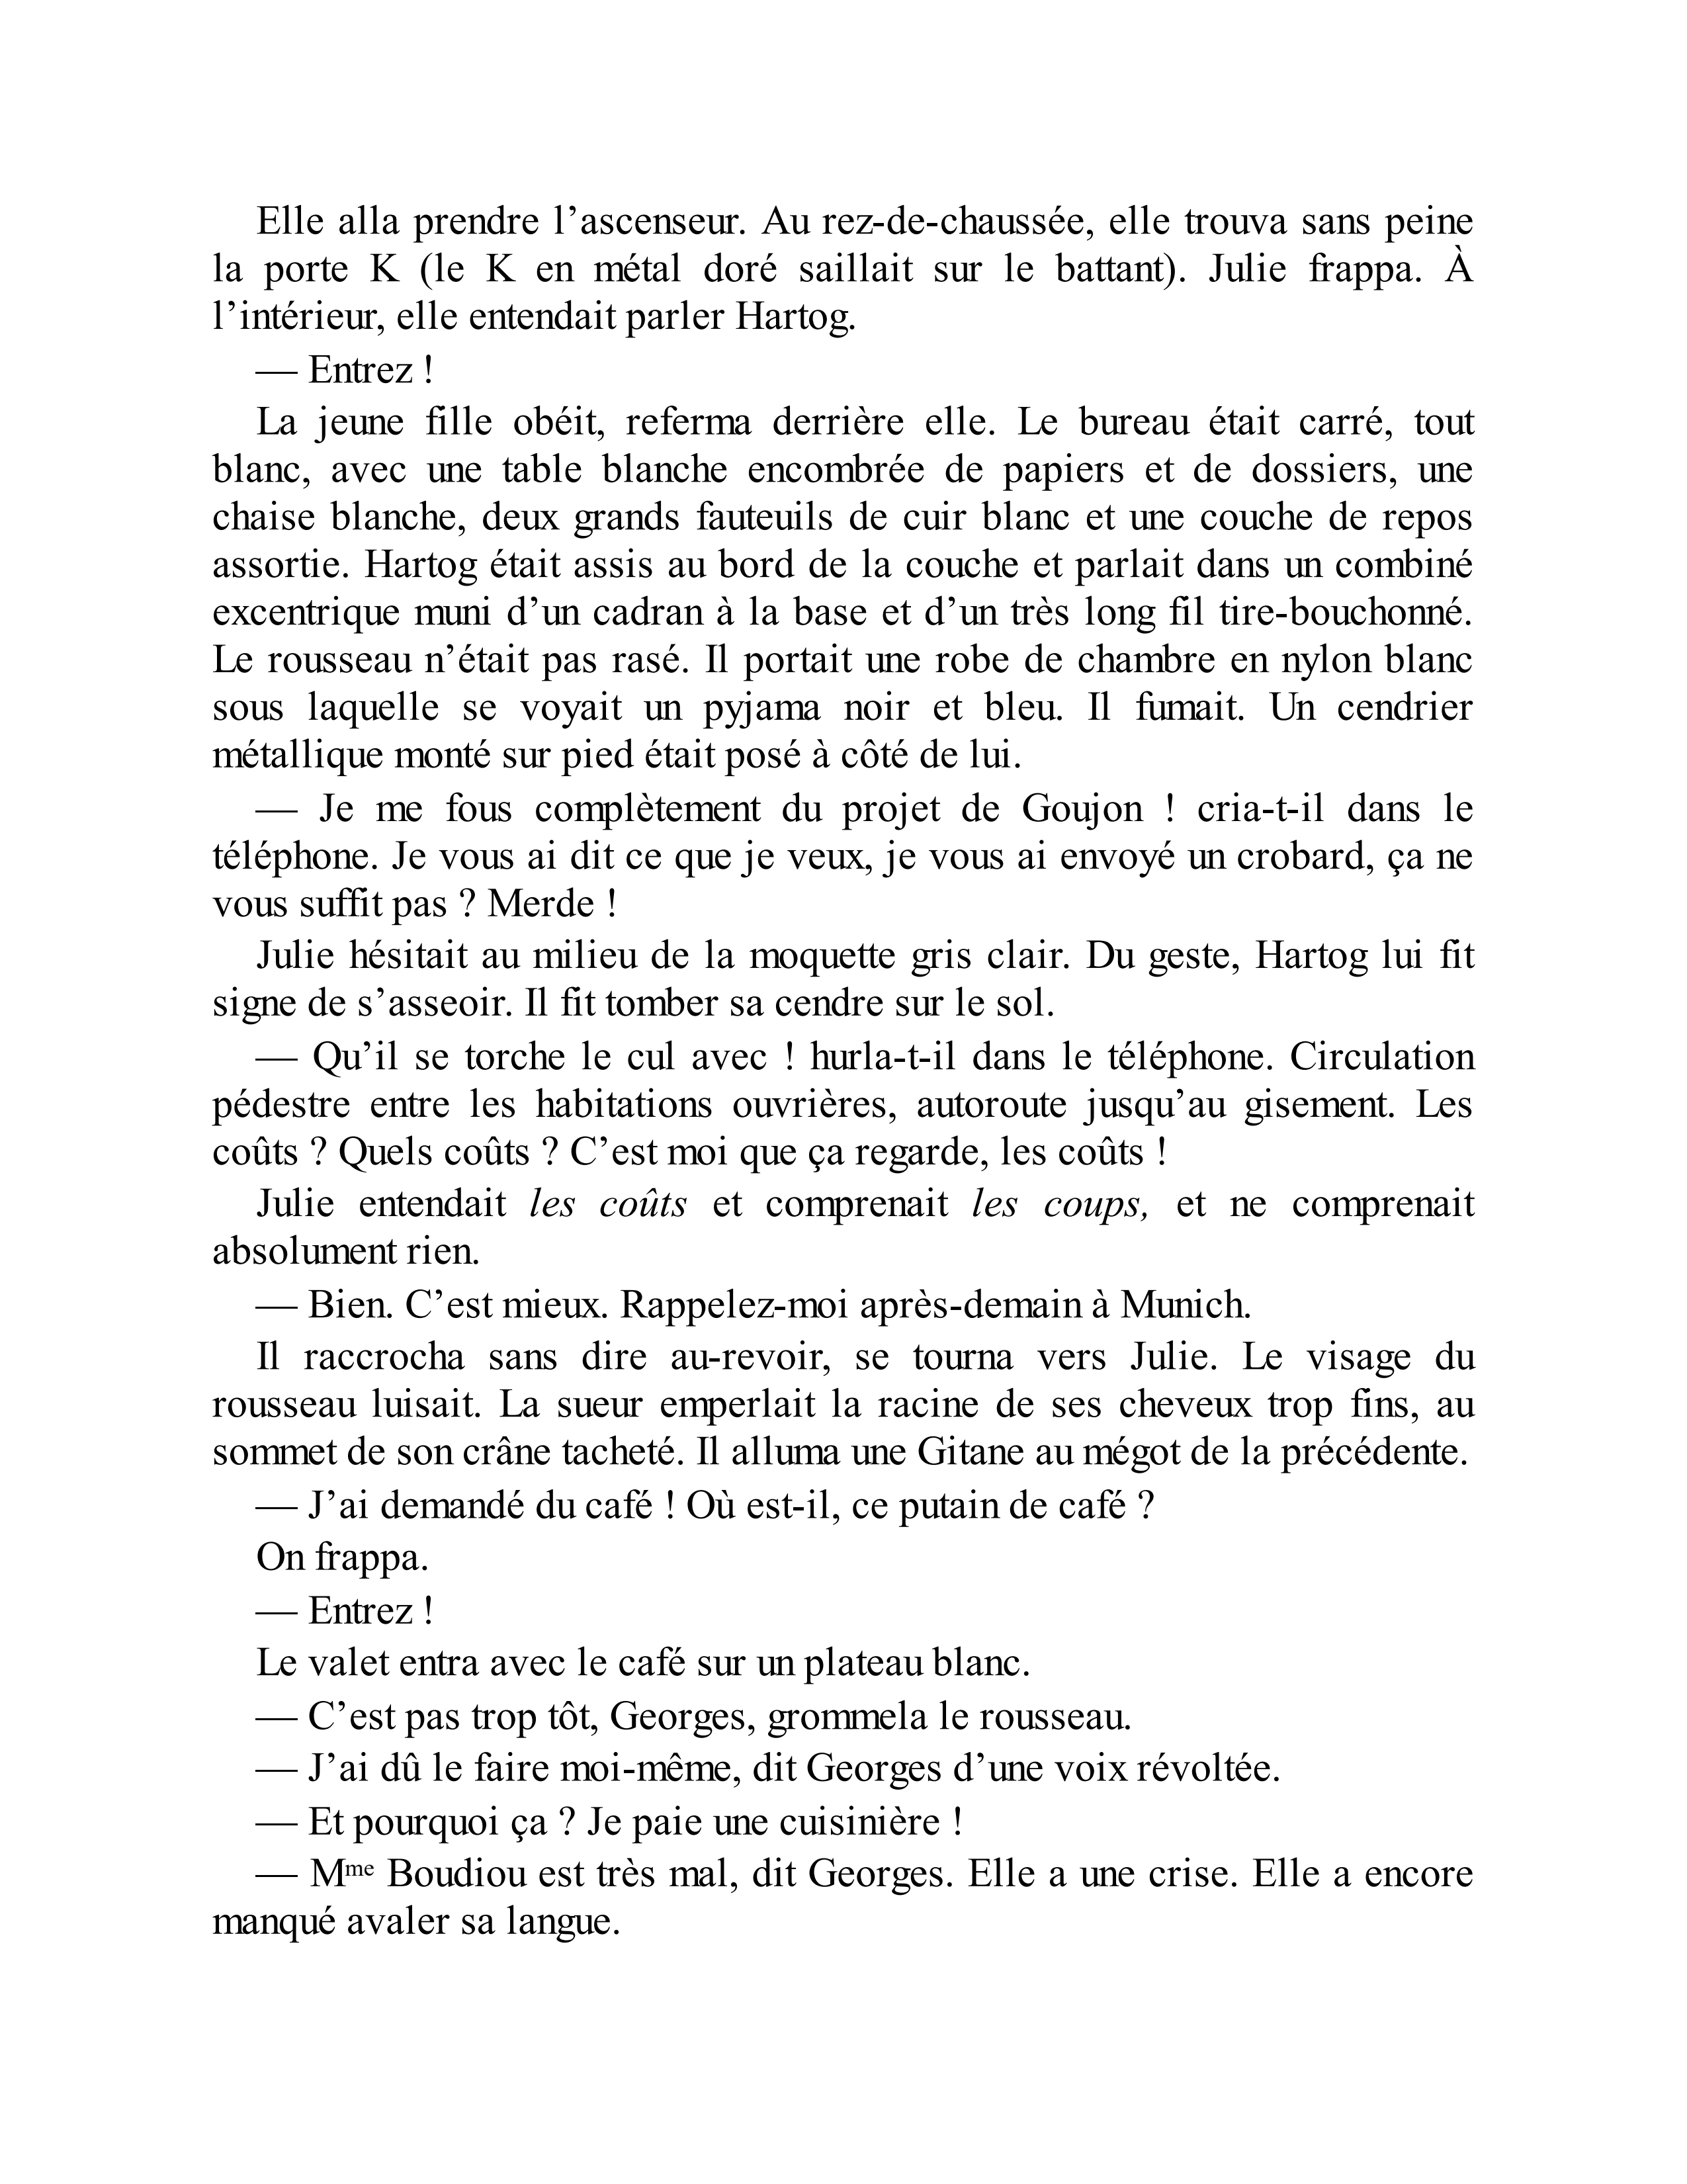 Elle alla prendre l’ascenseur. Au rez-de-chaussée, elle trouva sans peine
la porte K (le K en métal doré saillait sur le battant). Julie frappa. À
l’intérieur, elle entendait parler Hartog.
— Entrez !
La jeune fille obéit, referma derrière elle. Le bureau était carré, tout
blanc, avec une table blanche encombrée de papiers et de dossiers, une
chaise blanche, deux grands fauteuils de cuir blanc et une couche de repos
assortie. Hartog était assis au bord de la couche et parlait dans un combiné
excentrique muni d’un cadran à la base et d’un très long fil tire-bouchonné.
Le rousseau n’était pas rasé. Il portait une robe de chambre en nylon blanc
sous laquelle se voyait un pyjama noir et bleu. Il fumait. Un cendrier
métallique monté sur pied était posé à côté de lui.
— Je me fous complètement du projet de Goujon ! cria-t-il dans le
téléphone. Je vous ai dit ce que je veux, je vous ai envoyé un crobard, ça ne
vous suffit pas ? Merde !
Julie hésitait au milieu de la moquette gris clair. Du geste, Hartog lui fit
signe de s’asseoir. Il fit tomber sa cendre sur le sol.
— Qu’il se torche le cul avec ! hurla-t-il dans le téléphone. Circulation
pédestre entre les habitations ouvrières, autoroute jusqu’au gisement. Les
coûts ? Quels coûts ? C’est moi que ça regarde, les coûts !
Julie entendait les coûts et comprenait les coups, et ne comprenait
absolument rien.
— Bien. C’est mieux. Rappelez-moi après-demain à Munich.
Il raccrocha sans dire au-revoir, se tourna vers Julie. Le visage du
rousseau luisait. La sueur emperlait la racine de ses cheveux trop fins, au
sommet de son crâne tacheté. Il alluma une Gitane au mégot de la précédente.
— J’ai demandé du café ! Où est-il, ce putain de café ?
On frappa.
— Entrez !
Le valet entra avec le café sur un plateau blanc.
— C’est pas trop tôt, Georges, grommela le rousseau.
— J’ai dû le faire moi-même, dit Georges d’une voix révoltée.
— Et pourquoi ça ? Je paie une cuisinière !
— Mme Boudiou est très mal, dit Georges. Elle a une crise. Elle a encore
manqué avaler sa langue.